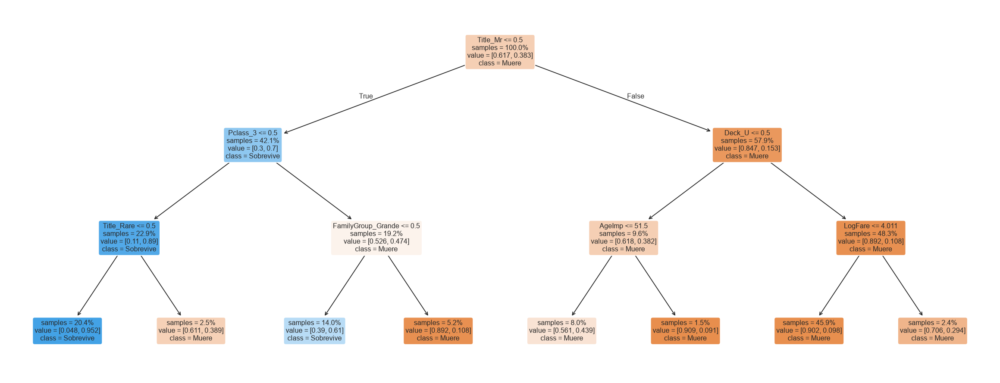 Title_Mr <= 0.5
samples = 100.0%
value = [0.617, 0.383]
class = Muere
True
False
Pclass_3 <= 0.5
samples = 42.1%
value = [0.3, 0.7]
class = Sobrevive
Deck_U <= 0.5
samples = 57.9%
value = [0.847, 0.153]
class = Muere
Title_Rare <= 0.5
samples = 22.9%
value = [0.11, 0.89]
class = Sobrevive
FamilyGroup_Grande <= 0.5
samples = 19.2%
value = [0.526, 0.474]
class = Muere
AgeImp <= 51.5
samples = 9.6%
value = [0.618, 0.382]
class = Muere
LogFare <= 4.011
samples = 48.3%
value = [0.892, 0.108]
class = Muere
samples = 20.4%
value = [0.048, 0.952]
class = Sobrevive
samples = 2.5%
value = [0.611, 0.389]
class = Muere
samples = 14.0%
value = [0.39, 0.61]
class = Sobrevive
samples = 5.2%
value = [0.892, 0.108]
class = Muere
samples = 8.0%
value = [0.561, 0.439]
class = Muere
samples = 1.5%
value = [0.909, 0.091]
class = Muere
samples = 45.9%
value = [0.902, 0.098]
class = Muere
samples = 2.4%
value = [0.706, 0.294]
class = Muere